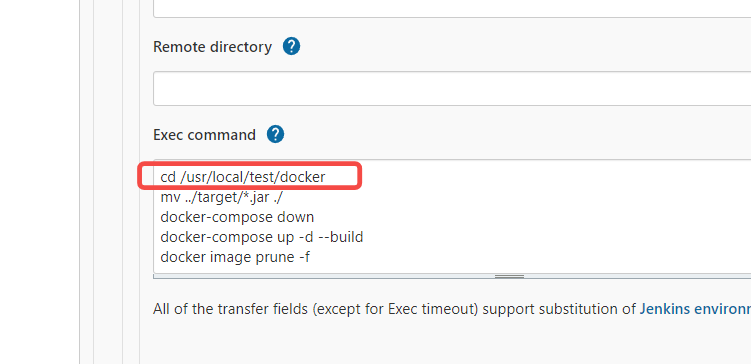 Remote directory ?
Exec command ?
cd /usr/local/test/docker
mv ../target/*.jar ./
docker-compose down
docker-compose up -d --build
docker image prune -f
All of the transfer fields (except for Exec timeout) support substitution of Jenkins